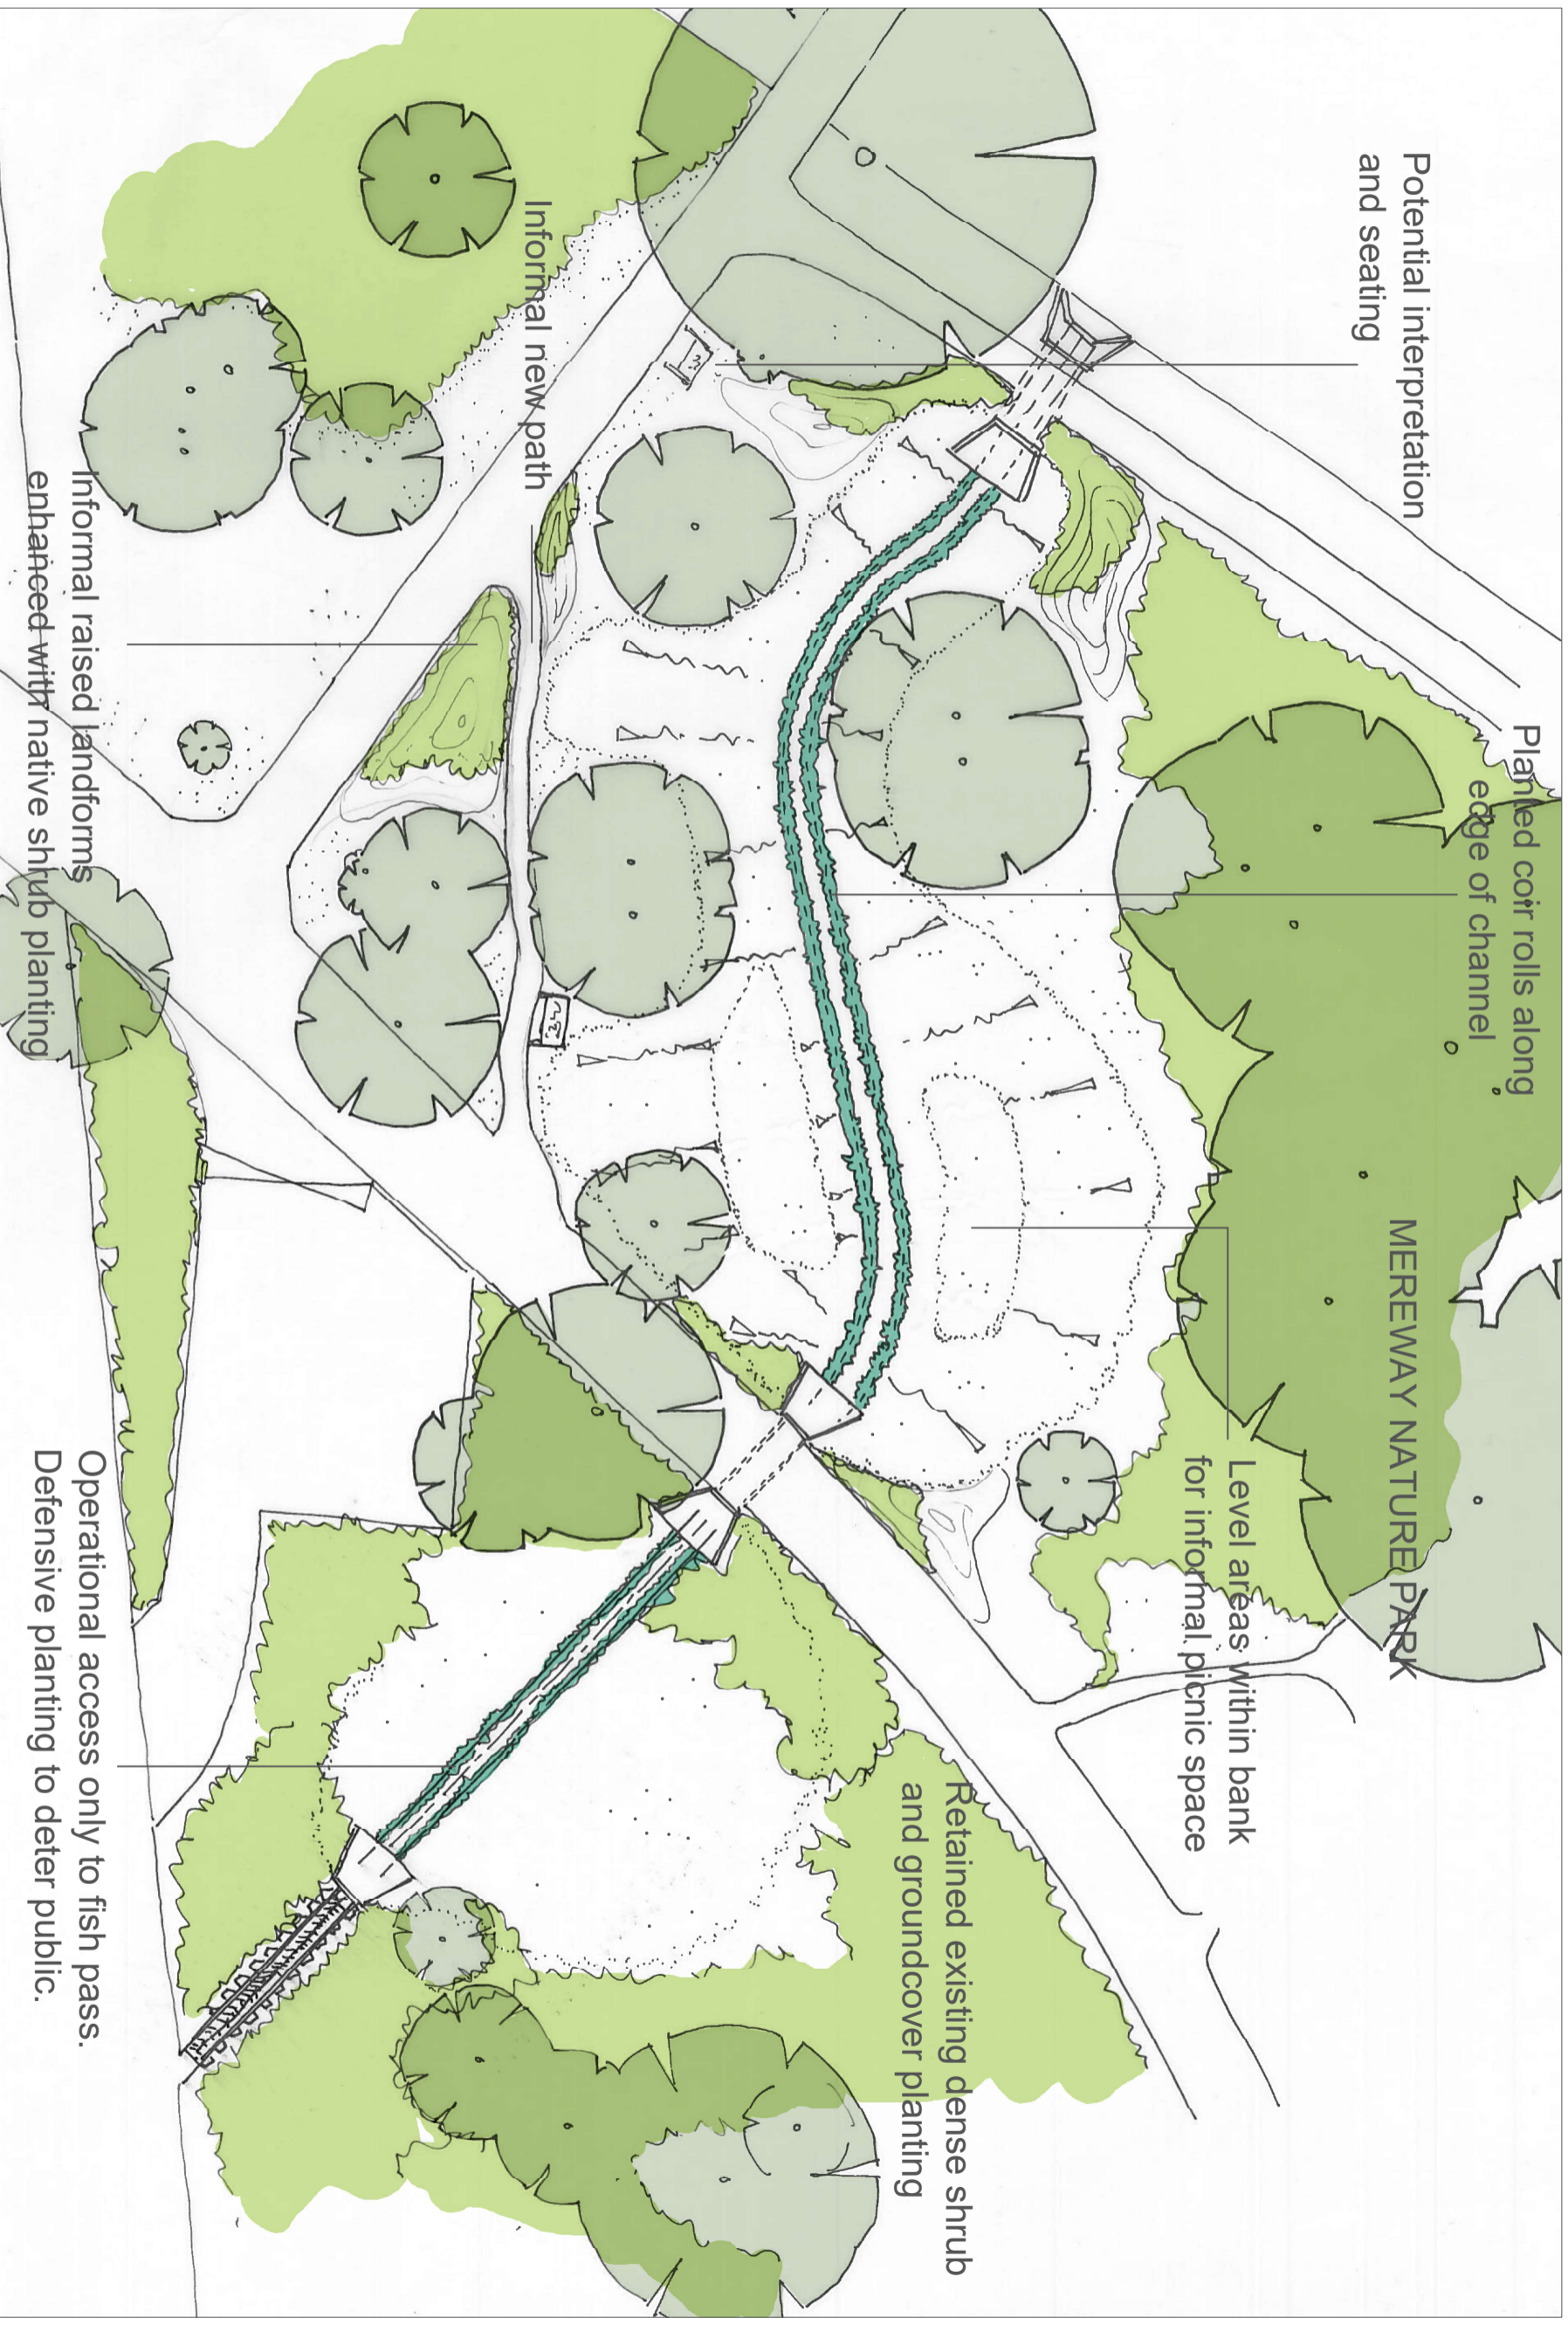 Potential interpretation
and seating
Planted coir rolls along
edge of channel
MEREWAY NATURE PARK
Level areas within bank
for informal picnic space
Retained existing dense shrub
and groundcover planting
Informal new path
Informal raised landforms
enhanced with native shrub planting
Operational access only to fish pass.
Defensive planting to deter public.